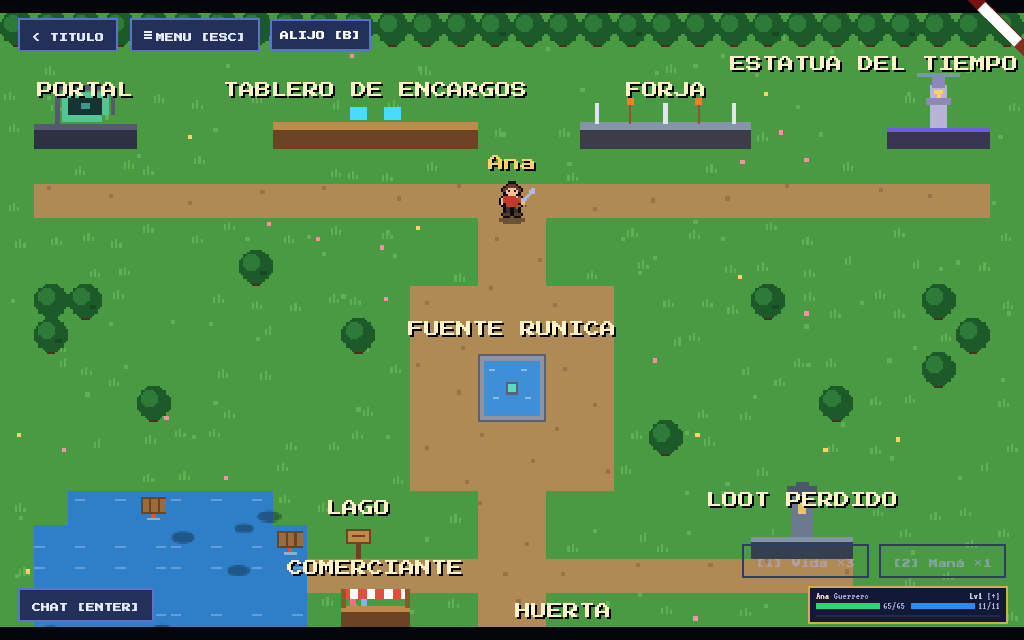 < TITULO
≡MENU [ESC]
ALIJO [B]
ESTATUA DEL TIEMPO
PORTAL
TABLERO DE ENCARGOS
FORJA
Ana
FUENTE RUNICA
LAGO
LOOT PERDIDO
COMERCIANTE
[1] Vida ×3
[2] Maná ×1
CHAT [ENTER]
HUERTA
Ana Guerrero
Lv1 [+]
65/65
11/11